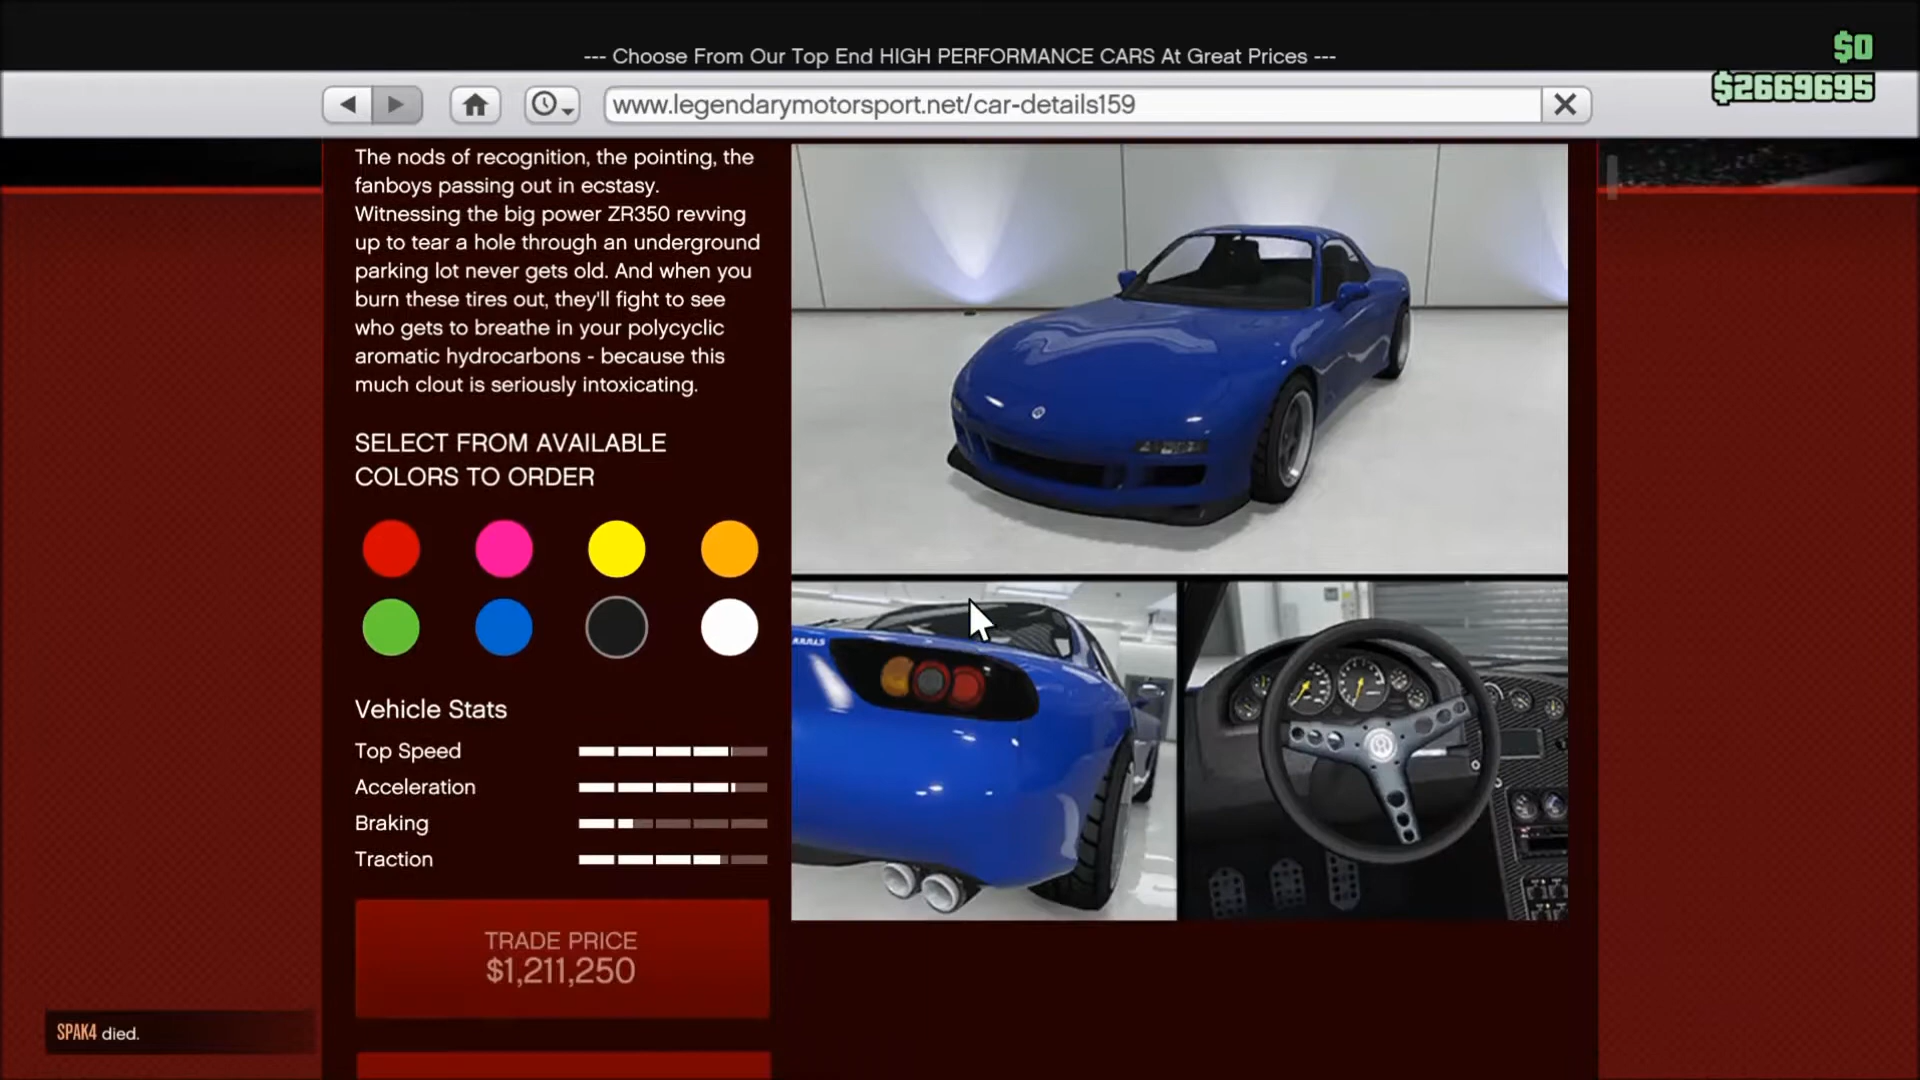 --- Choose From Our Top End HIGH PERFORMANCE CARS At Great Prices ---
$0
$2669695
www.legendarymotorsport.net/car-details159
The nods of recognition, the pointing, the
fanboys passing out in ecstasy.
Witnessing the big power ZR350 revving
up to tear a hole through an underground
parking lot never gets old. And when you
burn these tires out, they'll fight to see
who gets to breathe in your polycyclic
aromatic hydrocarbons - because this
much clout is seriously intoxicating.
SELECT FROM AVAILABLE
COLORS TO ORDER
Vehicle Stats
Top Speed
Acceleration
Braking
Traction
TRADE PRICE
$1,211,250
SPAK4 died.